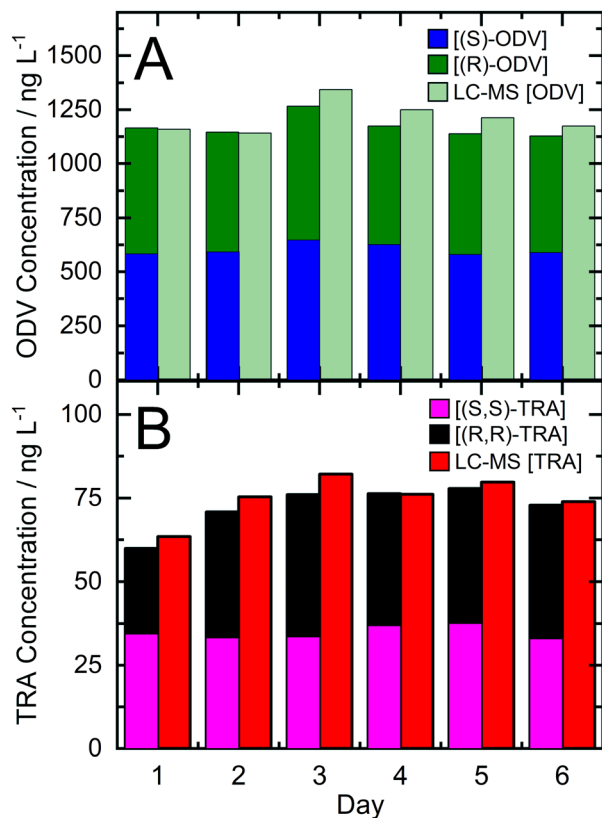 A
[(S)-ODV]
[(R)-ODV]
LC-MS [ODV]
ODV Concentration / ng L-1
1500
1250
1000
750
500
250
0
B
[(S,S)-TRA]
[(R,R)-TRA]
LC-MS [TRA]
TRA Concentration / ng L-1
100
75
50
25
0
1 2 3 4 5 6
Day